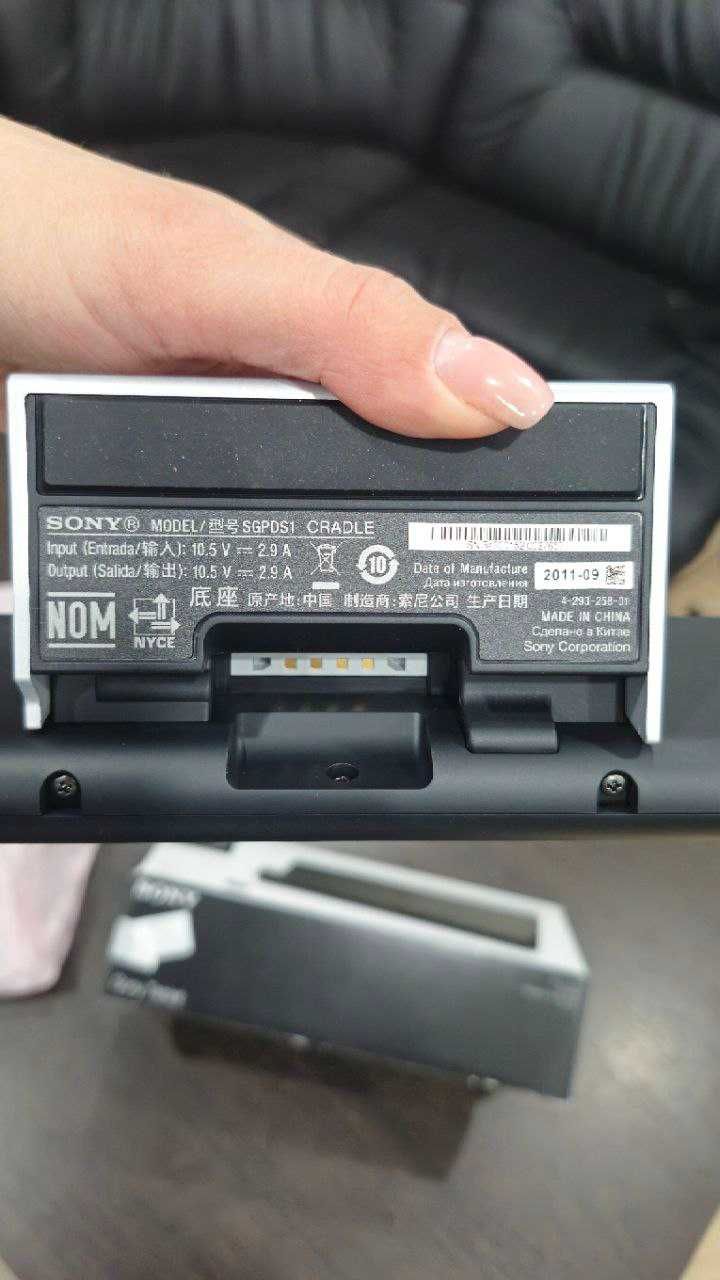 SONY® MODEL/型号 SGPDS1 CRADLE
Input (Entrada/输入): 10.5 V ⎓ 2.9 A
Output (Salida/输出): 10.5 V ⎓ 2.9 A
10
Date of Manufacture
Дата изготовления
2011-09
NOM
NYCE
底座 原产地:中国 制造商:索尼公司 生产日期
4-293-258-01
MADE IN CHINA
Сделано в Китае
Sony Corporation
SONY